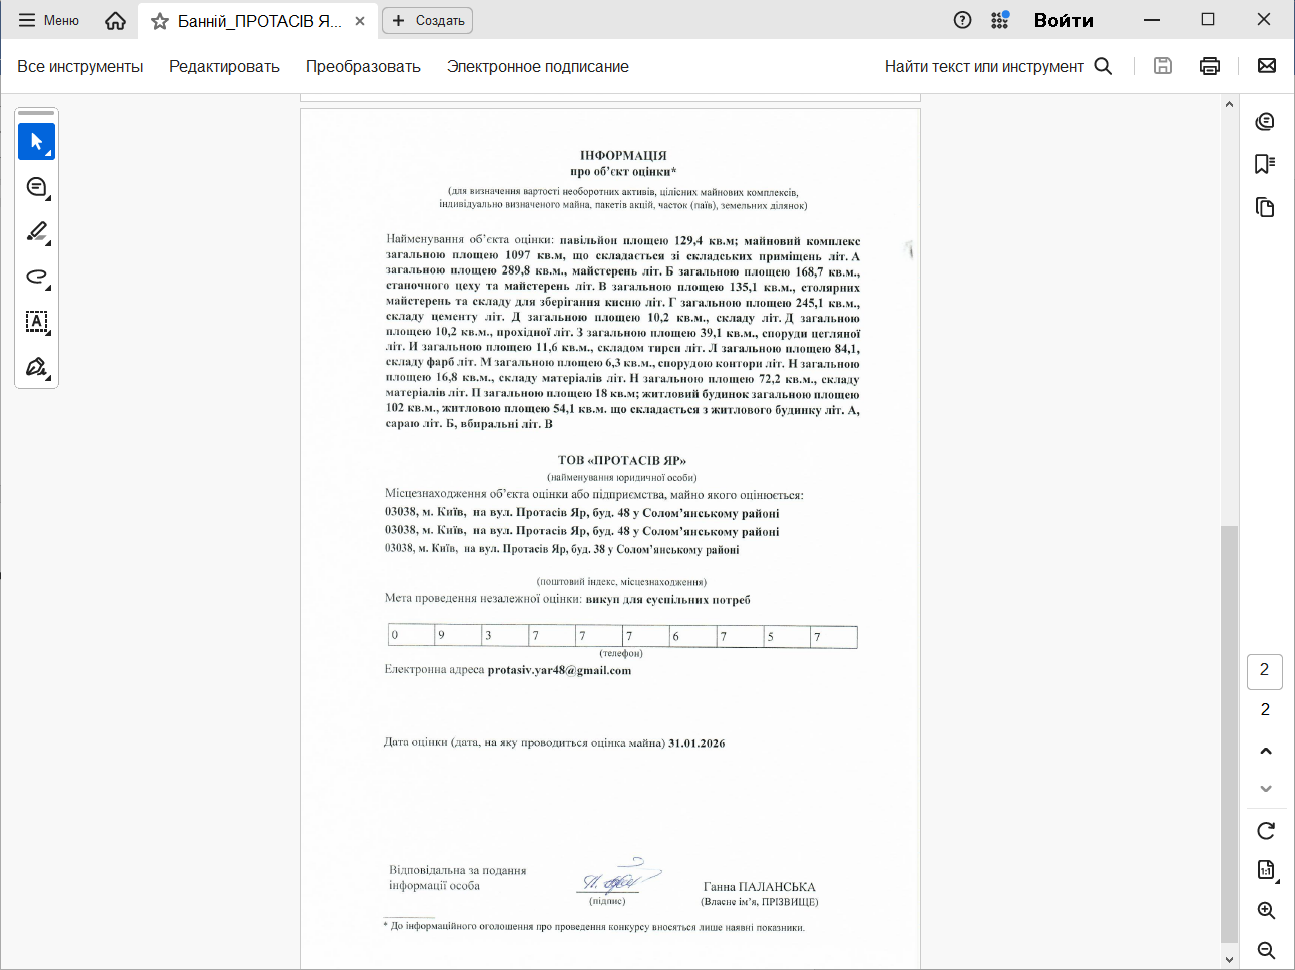 Меню
Банній_ПРОТАСІВ Я...
Создать
Войти
Все инструменты
Редактировать
Преобразовать
Электронное подписание
Найти текст или инструмент
ІНФОРМАЦІЯ
про об’єкт оцінки*
(для визначення вартості необоротних активів, цілісних майнових комплексів,
індивідуально визначеного майна, пакетів акцій, часток (паїв), земельних ділянок)
Найменування об’єкта оцінки: павільйон площею 129,4 кв.м; майновий комплекс
загальною площею 1097 кв.м, що складається зі складських приміщень літ. А
загальною площею 289,8 кв.м., майстерень літ. Б загальною площею 168,7 кв.м.,
станочного цеху та майстерень літ. В загальною площею 135,1 кв.м., столярних
майстерень та складу для зберігання кисню літ. Г загальною площею 245,1 кв.м.,
складу цементу літ. Д загальною площею 10,2 кв.м., складу літ. Д загальною
площею 10,2 кв.м., прохідної літ. З загальною площею 39,1 кв.м., споруди цегляної
літ. И загальною площею 11,6 кв.м., складом тирси літ. Л загальною площею 84,1,
складу фарб літ. М загальною площею 6,3 кв.м., спорудою контори літ. Н загальною
площею 16,8 кв.м., складу матеріалів літ. Н загальною площею 72,2 кв.м., складу
матеріалів літ. П загальною площею 18 кв.м; житловий будинок загальною площею
102 кв.м., житловою площею 54,1 кв.м. що складається з житлового будинку літ. А,
сараю літ. Б, вбиральні літ. В
ТОВ «ПРОТАСІВ ЯР»
(найменування юридичної особи)
Місцезнаходження об’єкта оцінки або підприємства, майно якого оцінюється:
03038, м. Київ, на вул. Протасів Яр, буд. 48 у Солом’янському районі
03038, м. Київ, на вул. Протасів Яр, буд. 48 у Солом’янському районі
03038, м. Київ, на вул. Протасів Яр, буд. 38 у Солом’янському районі
(поштовий індекс, місцезнаходження)
Мета проведення незалежної оцінки: викуп для суспільних потреб
0 9 3 7 7 7 6 7 5 7
(телефон)
Електронна адреса protasiv.yar48@gmail.com
Дата оцінки (дата, на яку проводиться оцінка майна) 31.01.2026
Відповідальна за подання
інформації особа
Ганна ПАЛАНСЬКА
(підпис)
(Власне ім’я, ПРІЗВИЩЕ)
* До інформаційного оголошення про проведення конкурсу вносяться лише наявні показники.
2
2
1:1